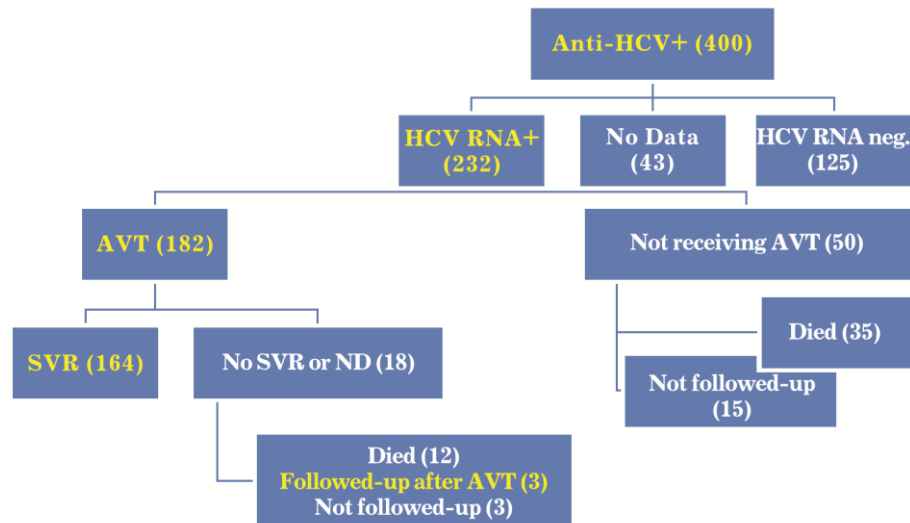 Anti-HCV+ (400)
HCV RNA+
(232)
No Data
(43)
HCV RNA neg.
(125)
AVT (182)
Not receiving AVT (50)
SVR (164)
No SVR or ND (18)
Died (35)
Not followed-up
(15)
Died (12)
Followed-up after AVT (3)
Not followed-up (3)